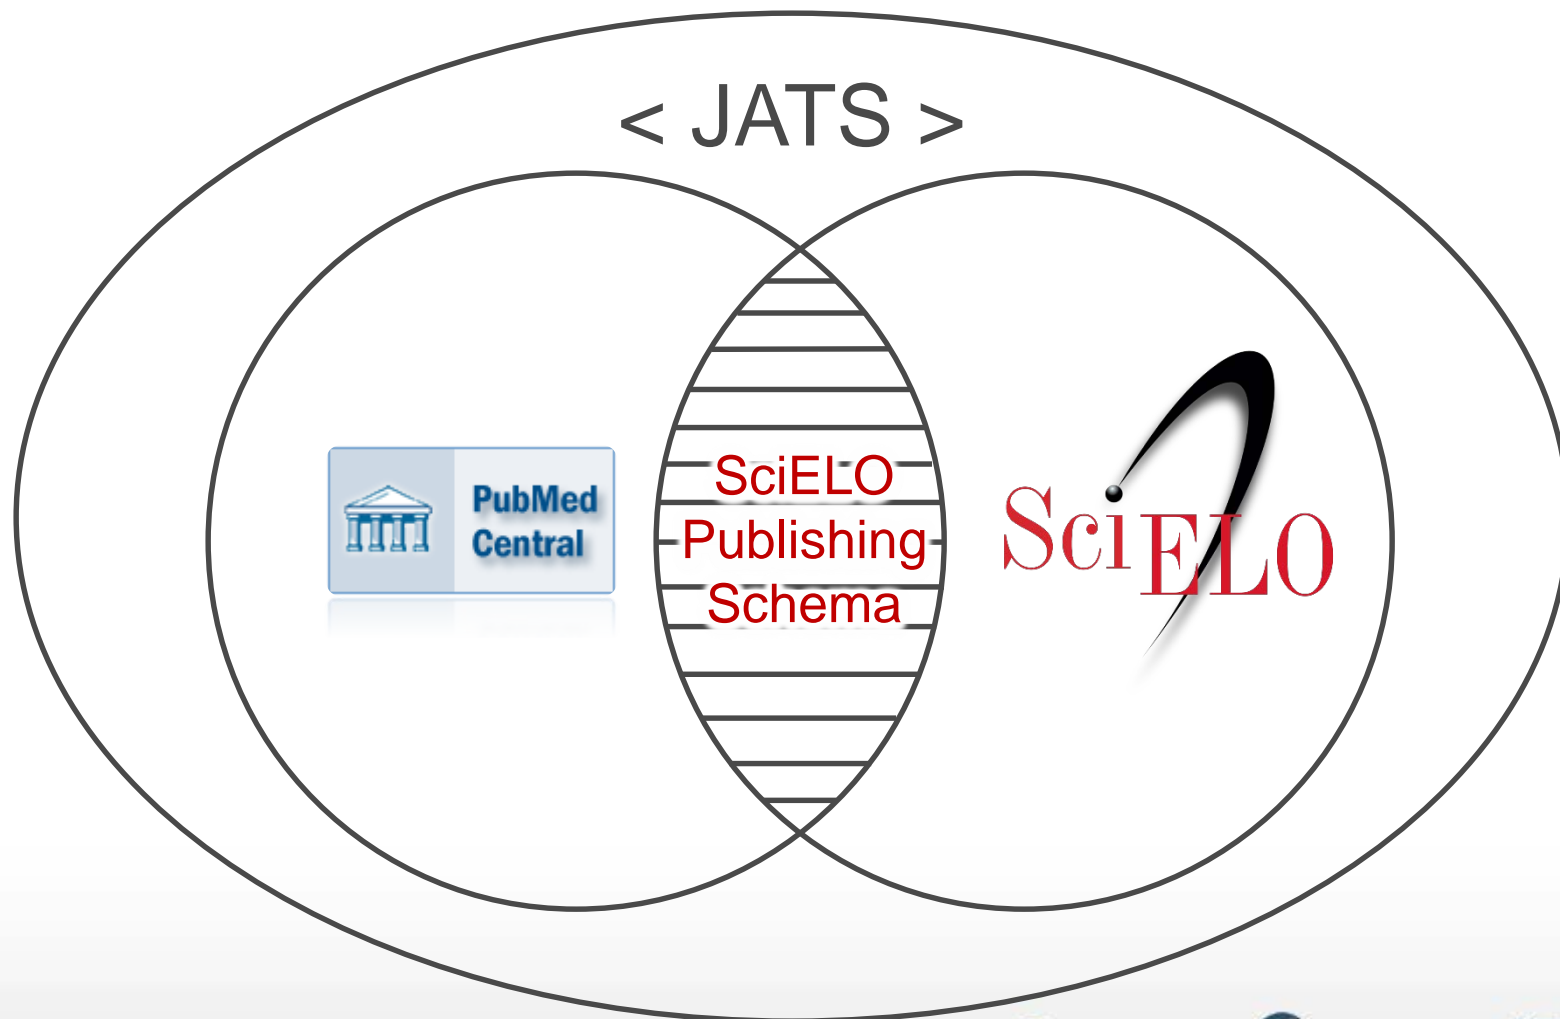 < JATS >
PubMed
Central
SciELO
Publishing
Schema
SciELO